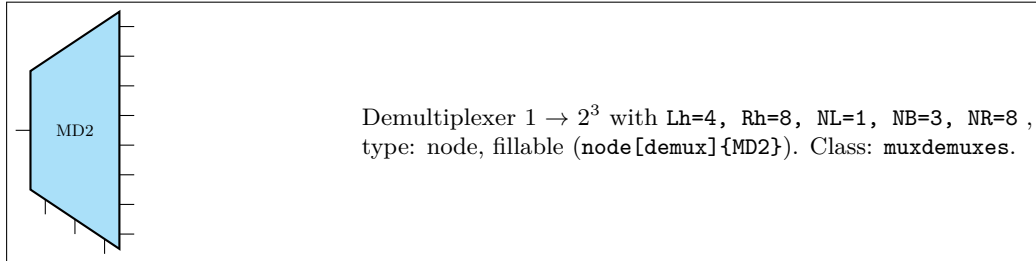 MD2
Demultiplexer 1 → 2³ with Lh=4, Rh=8, NL=1, NB=3, NR=8 ,
type: node, fillable (node[demux]{MD2}). Class: muxdemuxes.